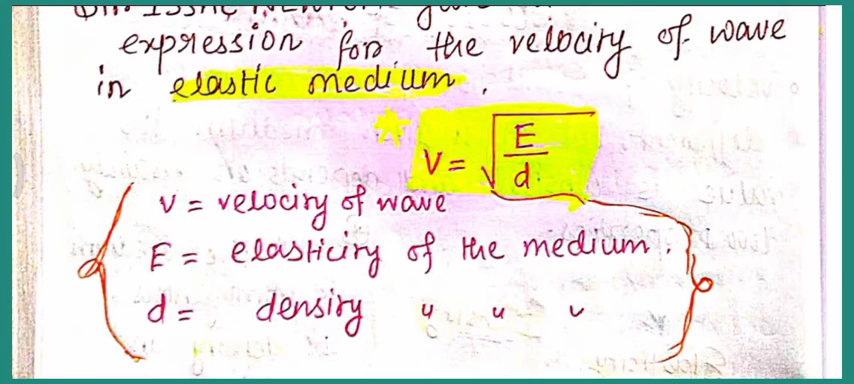 expression for the velocity of wave
in elastic medium.
V = √E/d
v = velocity of wave
E = elasticity of the medium.
d = density " " "